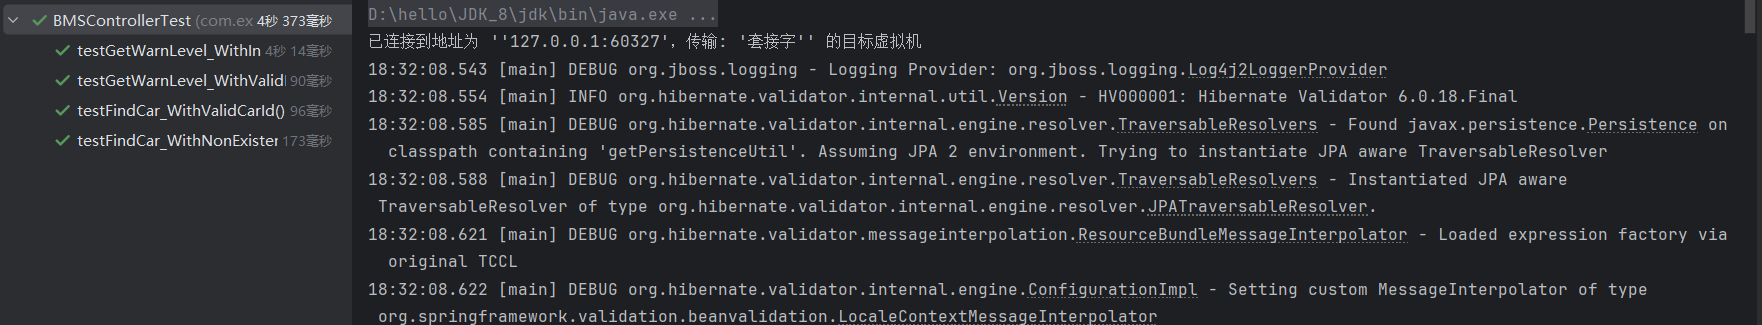 BMSControllerTest (com.ex 4秒 373毫秒
testGetWarnLevel_WithIn 4秒 14毫秒
testGetWarnLevel_WithValid 90毫秒
testFindCar_WithValidCarId() 96毫秒
testFindCar_WithNonExister 173毫秒
D:\hello\JDK_8\jdk\bin\java.exe ...
已连接到地址为 ''127.0.0.1:60327'，传输: '套接字'' 的目标虚拟机
18:32:08.543 [main] DEBUG org.jboss.logging - Logging Provider: org.jboss.logging.Log4j2LoggerProvider
18:32:08.554 [main] INFO org.hibernate.validator.internal.util.Version - HV000001: Hibernate Validator 6.0.18.Final
18:32:08.585 [main] DEBUG org.hibernate.validator.internal.engine.resolver.TraversableResolvers - Found javax.persistence.Persistence on
classpath containing 'getPersistenceUtil'. Assuming JPA 2 environment. Trying to instantiate JPA aware TraversableResolver
18:32:08.588 [main] DEBUG org.hibernate.validator.internal.engine.resolver.TraversableResolvers - Instantiated JPA aware
TraversableResolver of type org.hibernate.validator.internal.engine.resolver.JPATraversableResolver.
18:32:08.621 [main] DEBUG org.hibernate.validator.messageinterpolation.ResourceBundleMessageInterpolator - Loaded expression factory via
original TCCL
18:32:08.622 [main] DEBUG org.hibernate.validator.internal.engine.ConfigurationImpl - Setting custom MessageInterpolator of type
org.springframework.validation.beanvalidation.LocaleContextMessageInterpolator